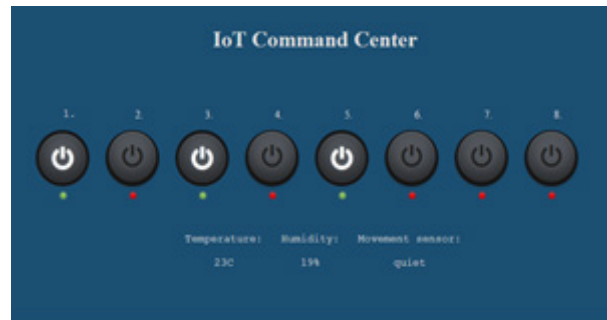 IoT Command Center
1. 2. 3. 4. 5. 6. 7. 8.
Temperature: Humidity: Movement sensor:
23C 19% quiet